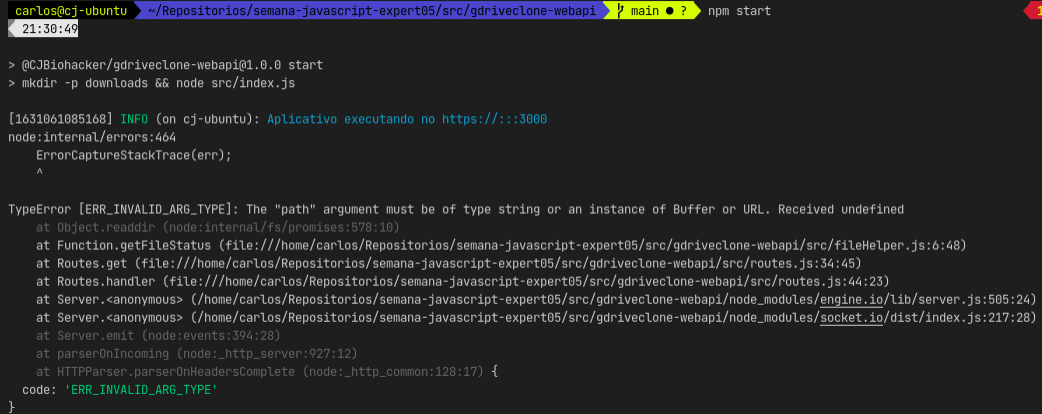 carlos@cj-ubuntu ~/Repositorios/semana-javascript-expert05/src/gdriveclone-webapi main ● ? npm start
21:30:49
> @CJBiohacker/gdriveclone-webapi@1.0.0 start
> mkdir -p downloads && node src/index.js
[1631061085168] INFO (on cj-ubuntu): Aplicativo executando no https://:::3000
node:internal/errors:464
    ErrorCaptureStackTrace(err);
    ^
TypeError [ERR_INVALID_ARG_TYPE]: The "path" argument must be of type string or an instance of Buffer or URL. Received undefined
    at Object.readdir (node:internal/fs/promises:578:10)
    at Function.getFileStatus (file:///home/carlos/Repositorios/semana-javascript-expert05/src/gdriveclone-webapi/src/fileHelper.js:6:48)
    at Routes.get (file:///home/carlos/Repositorios/semana-javascript-expert05/src/gdriveclone-webapi/src/routes.js:34:45)
    at Routes.handler (file:///home/carlos/Repositorios/semana-javascript-expert05/src/gdriveclone-webapi/src/routes.js:44:23)
    at Server.<anonymous> (/home/carlos/Repositorios/semana-javascript-expert05/src/gdriveclone-webapi/node_modules/engine.io/lib/server.js:505:24)
    at Server.<anonymous> (/home/carlos/Repositorios/semana-javascript-expert05/src/gdriveclone-webapi/node_modules/socket.io/dist/index.js:217:28)
    at Server.emit (node:events:394:28)
    at parserOnIncoming (node:_http_server:927:12)
    at HTTPParser.parserOnHeadersComplete (node:_http_common:128:17) {
  code: 'ERR_INVALID_ARG_TYPE'
}